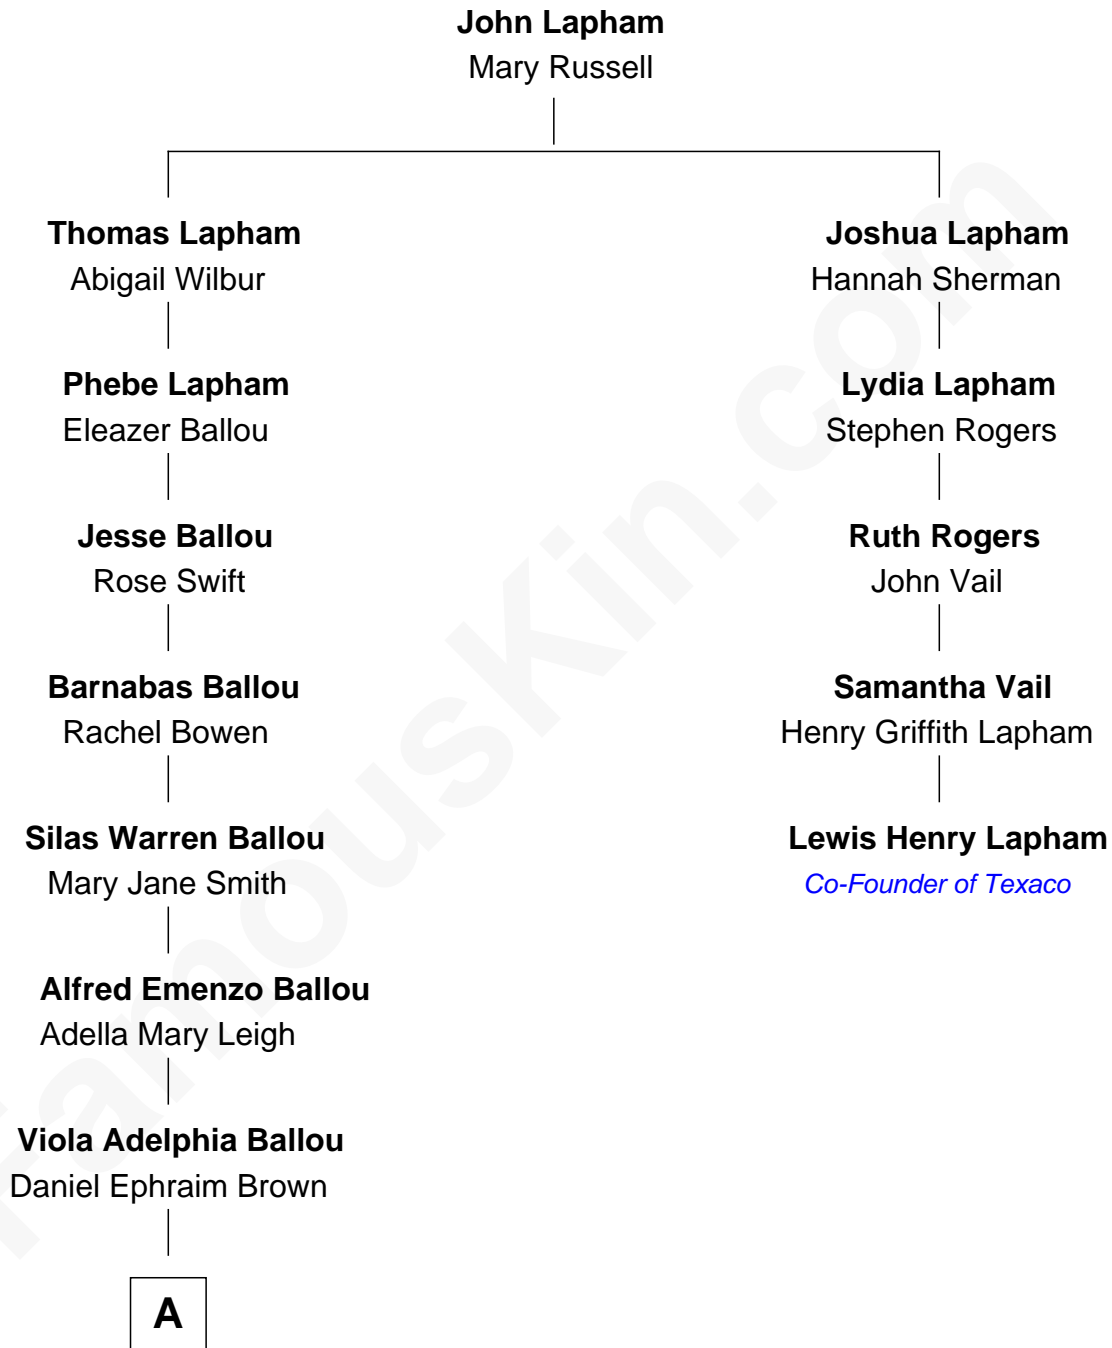 John Lapham
Mary Russell
Thomas Lapham
Abigail Wilbur
Joshua Lapham
Hannah Sherman
Phebe Lapham
Eleazer Ballou
Lydia Lapham
Stephen Rogers
Jesse Ballou
Rose Swift
Ruth Rogers
John Vail
Barnabas Ballou
Rachel Bowen
Samantha Vail
Henry Griffith Lapham
Silas Warren Ballou
Mary Jane Smith
Lewis Henry Lapham
Co-Founder of Texaco
Alfred Emenzo Ballou
Adella Mary Leigh
Viola Adelphia Ballou
Daniel Ephraim Brown
A
FamousKin.com